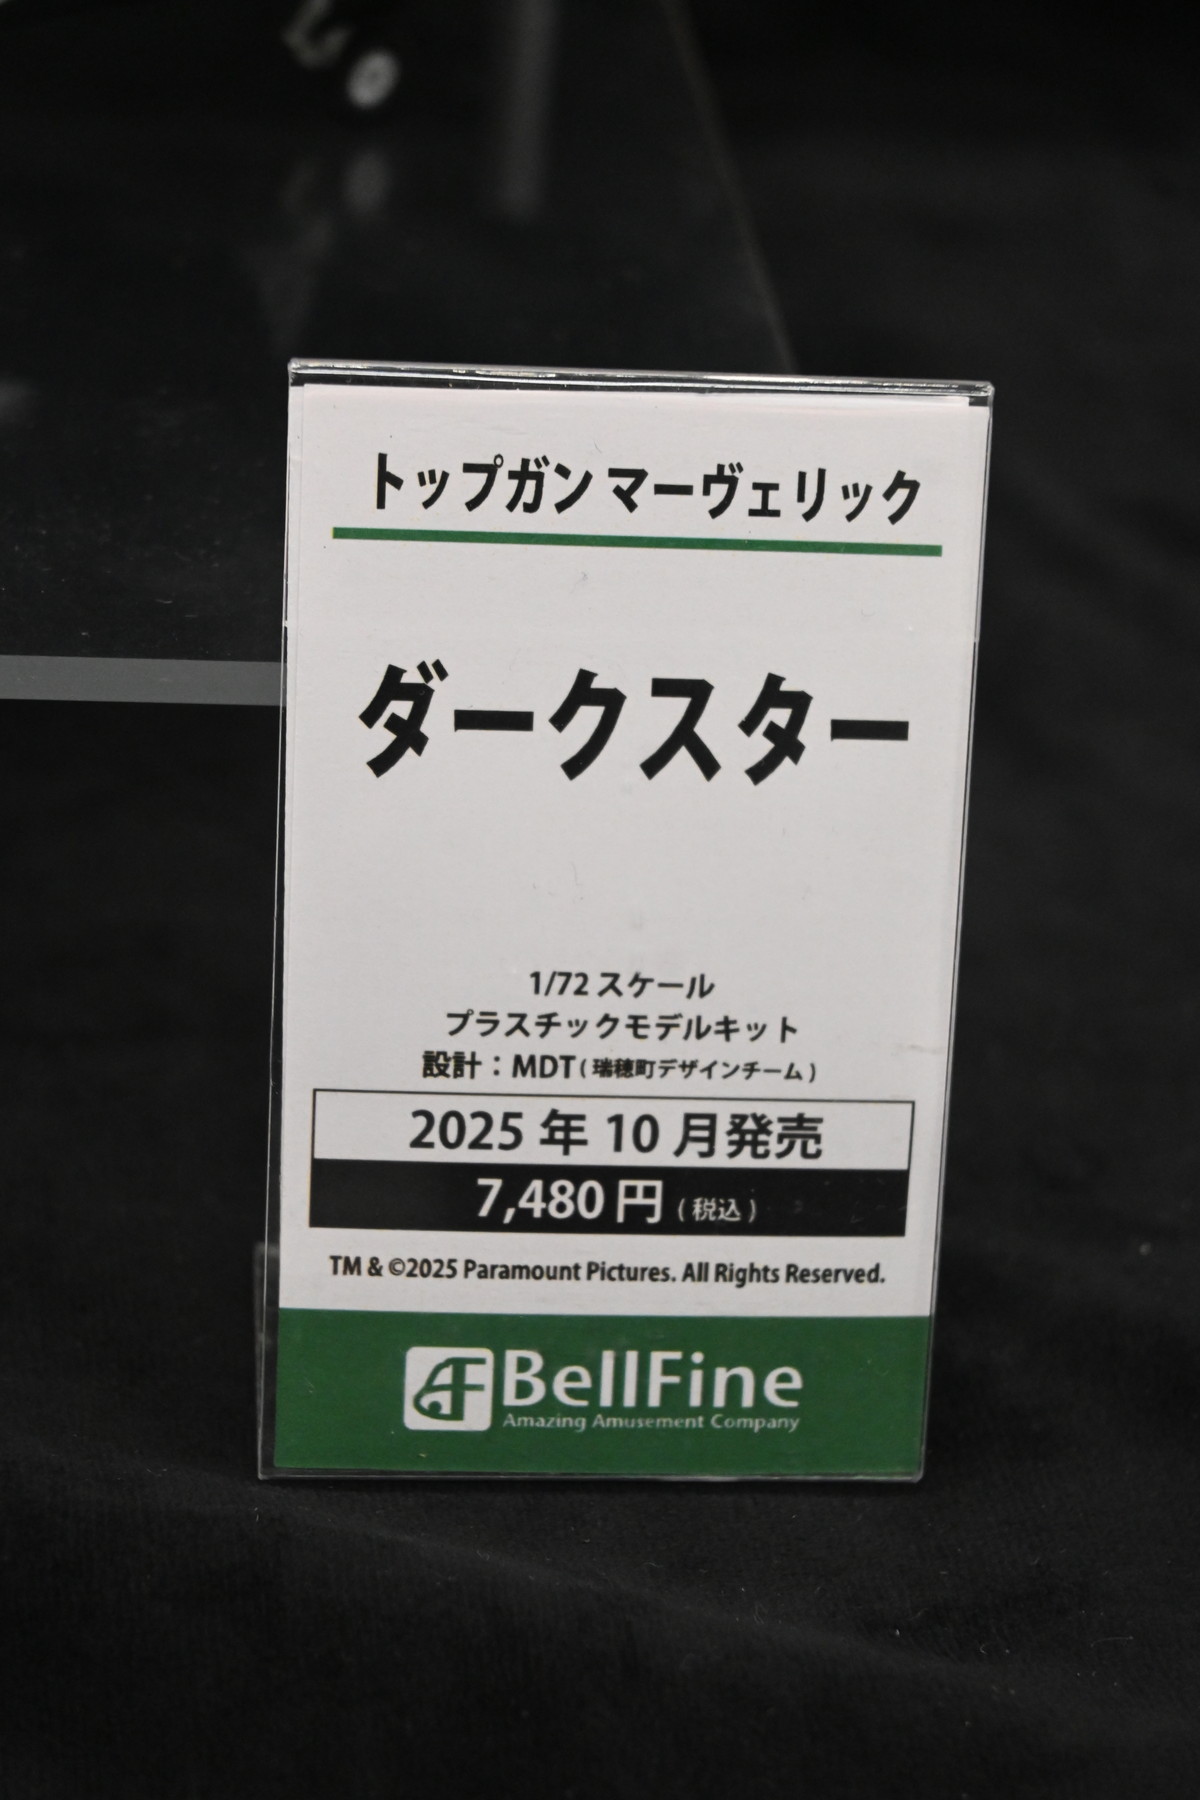 トップガン マーヴェリック
ダークスター
1/72 スケール
プラスチックモデルキット
設計：MDT(瑞穂町デザインチーム)
2025 年 10 月発売
7,480 円 (税込)
TM & ©2025 Paramount Pictures. All Rights Reserved.
BellFine
Amazing Amusement Company